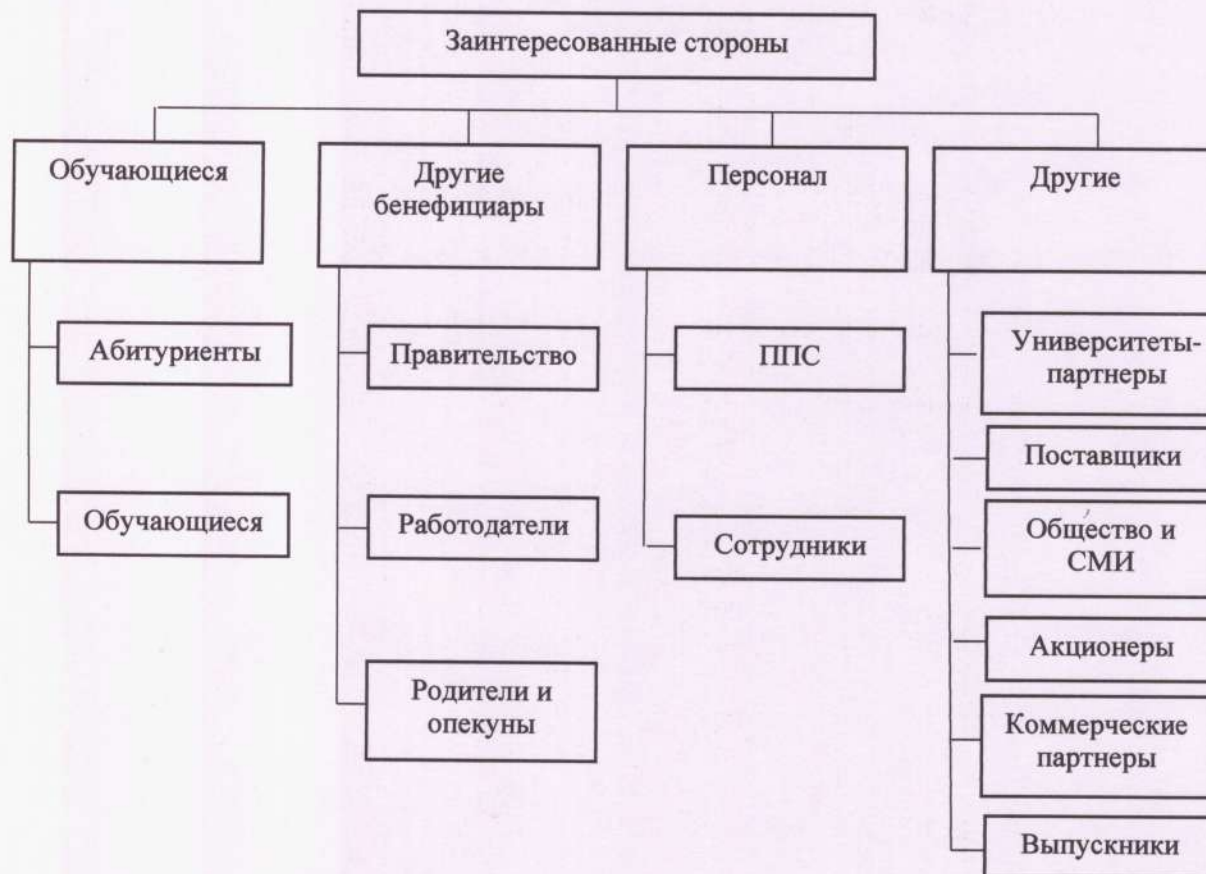 Заинтересованные стороны
Обучающиеся
Другие
бенефициары
Персонал
Другие
Абитуриенты
Обучающиеся
Правительство
Работодатели
Родители и
опекуны
ППС
Сотрудники
Университеты-
партнеры
Поставщики
Общество и
СМИ
Акционеры
Коммерческие
партнеры
Выпускники